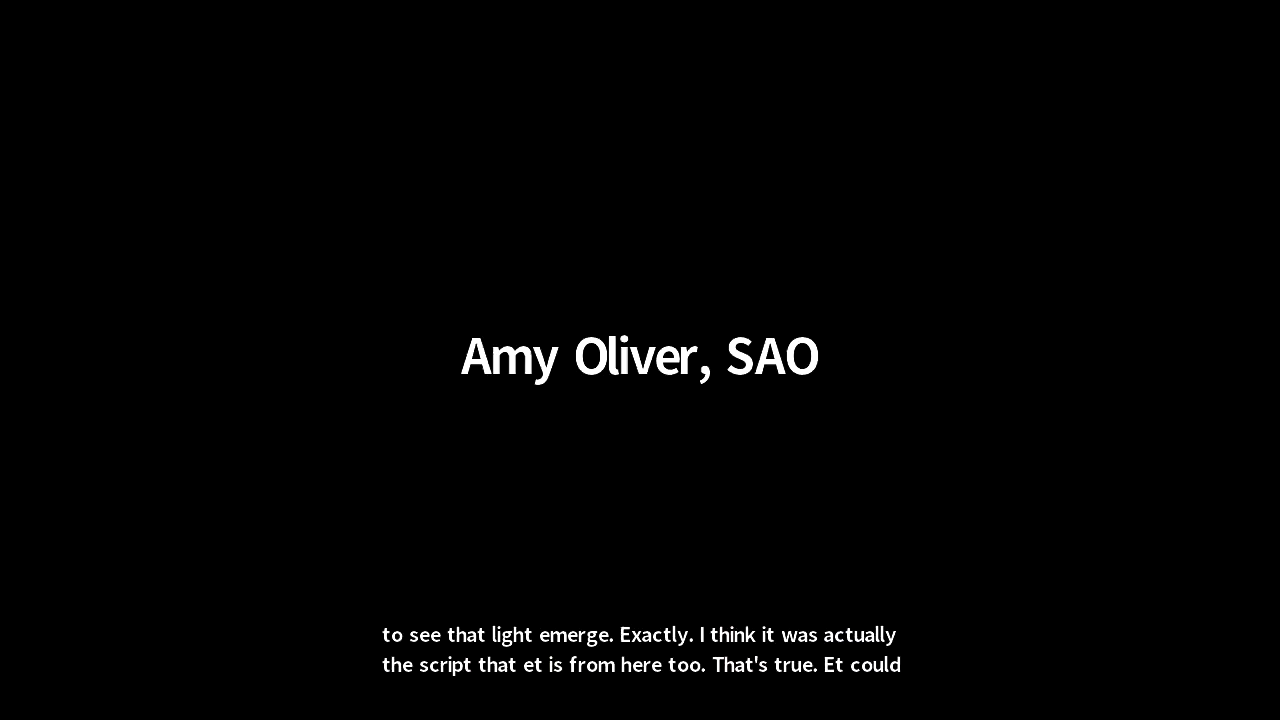 Amy Oliver, SAO
to see that light emerge. Exactly. I think it was actually
the script that et is from here too. That's true. Et could